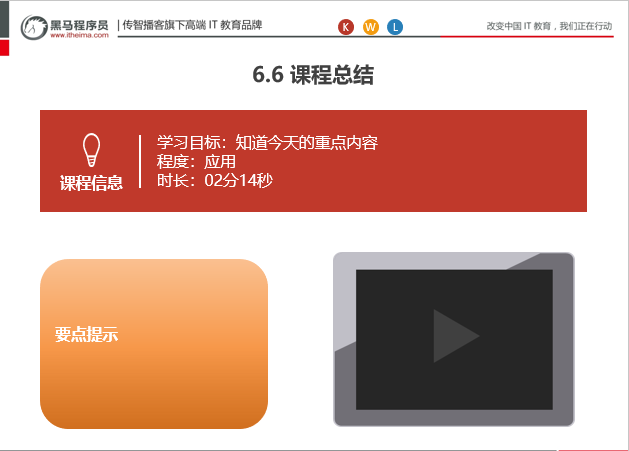 黑马程序员
www.itheima.com
传智播客旗下高端 IT 教育品牌
K W L
改变中国 IT 教育，我们正在行动
6.6 课程总结
课程信息
学习目标：知道今天的重点内容
程度：应用
时长：02分14秒
要点提示